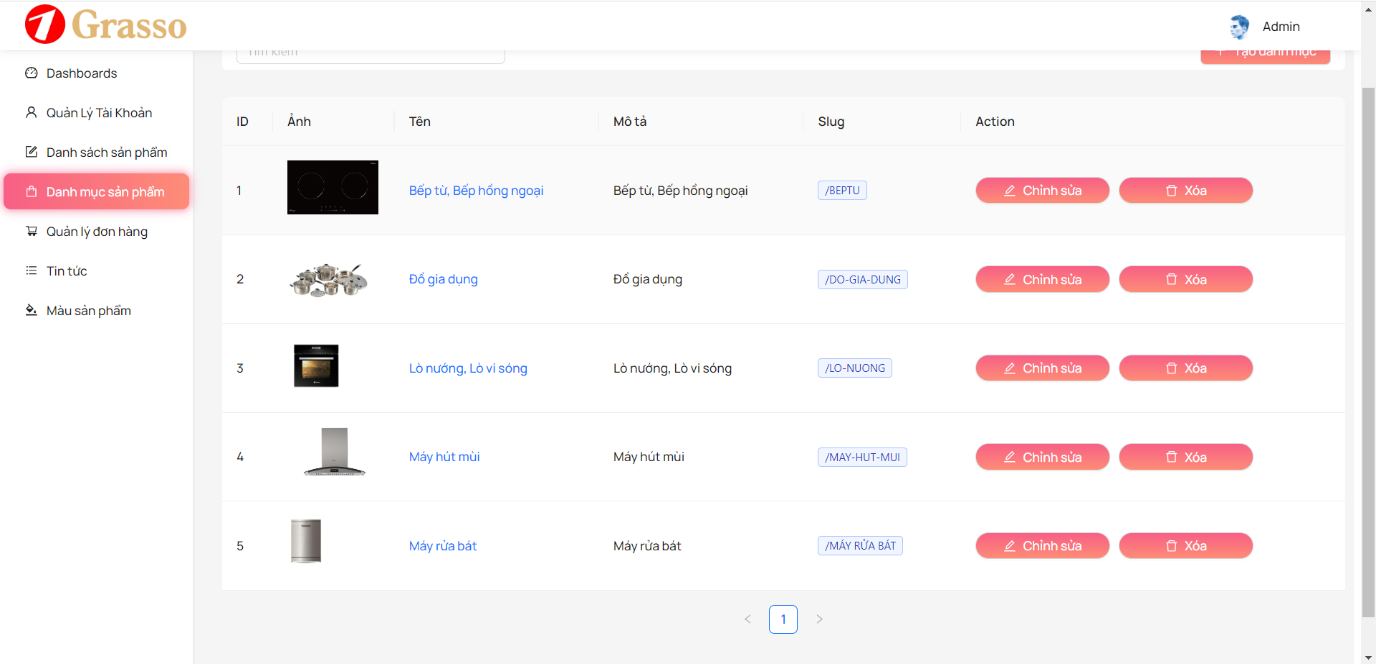 Grasso
Admin
Tìm kiếm
Tạo danh mục
Dashboards
Quản Lý Tài Khoản
Danh sách sản phẩm
Danh mục sản phẩm
Quản lý đơn hàng
Tin tức
Màu sản phẩm
ID Ảnh Tên Mô tả Slug Action
1 Bếp từ, Bếp hồng ngoại Bếp từ, Bếp hồng ngoại /BEPTU Chỉnh sửa Xóa
2 Đồ gia dụng Đồ gia dụng /DO-GIA-DUNG Chỉnh sửa Xóa
3 Lò nướng, Lò vi sóng Lò nướng, Lò vi sóng /LO-NUONG Chỉnh sửa Xóa
4 Máy hút mùi Máy hút mùi /MAY-HUT-MUI Chỉnh sửa Xóa
5 Máy rửa bát Máy rửa bát /MÁY RỬA BÁT Chỉnh sửa Xóa
< 1 >